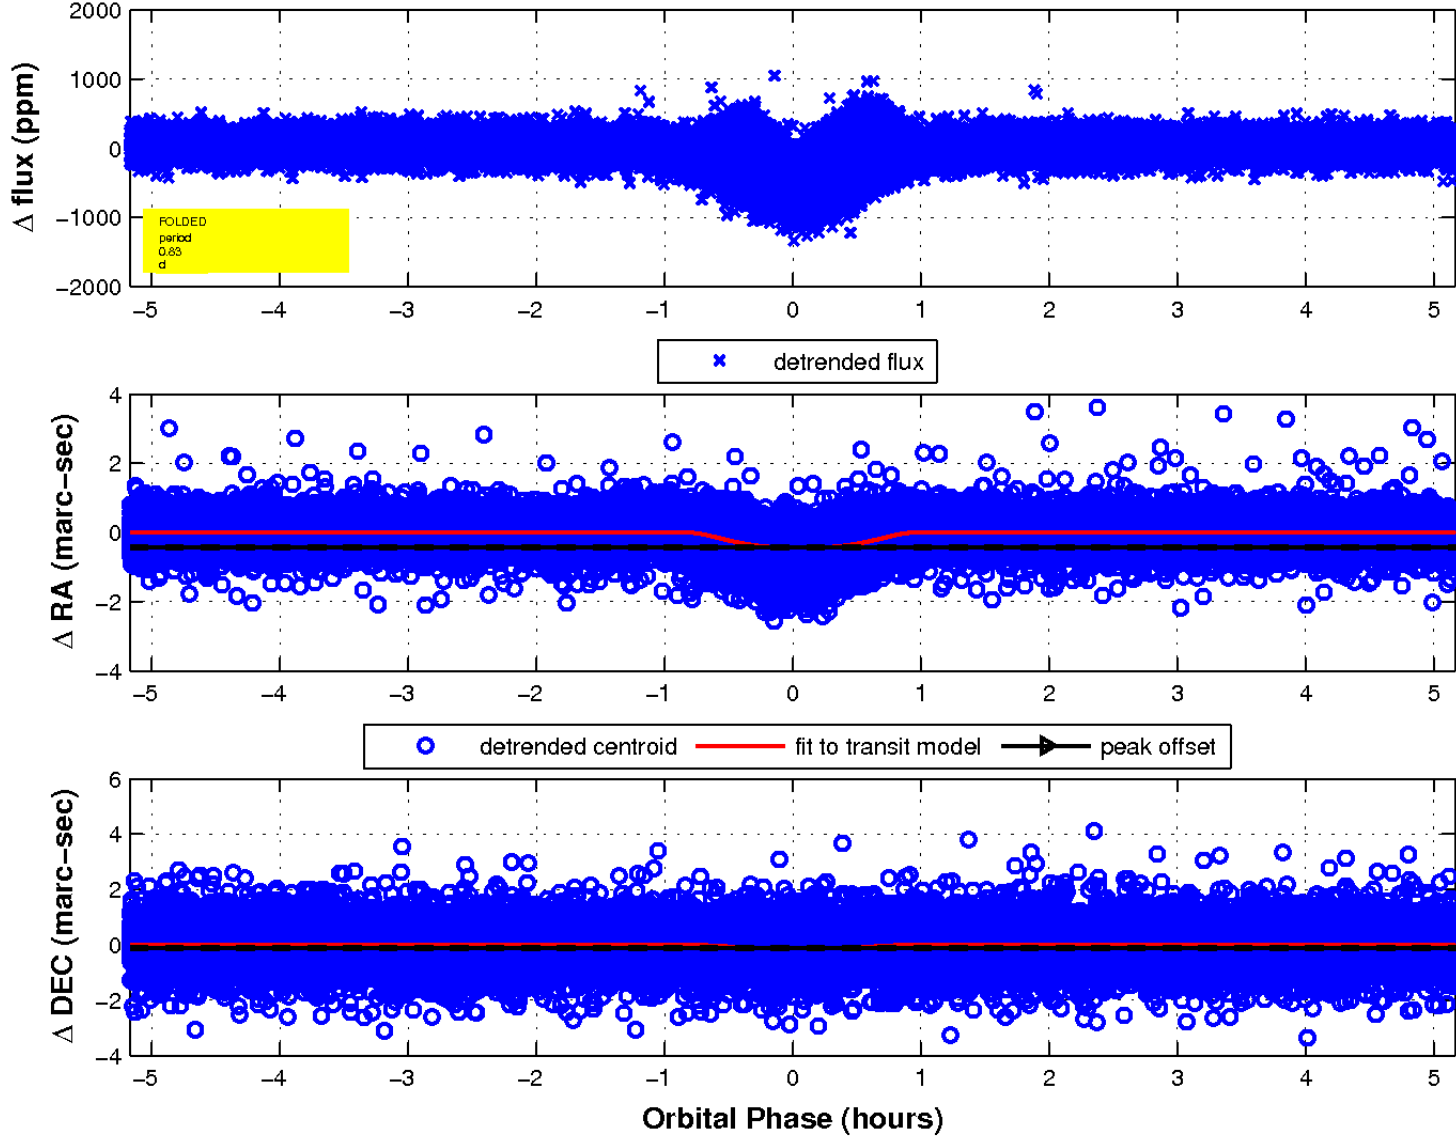 2000
1000
0
−1000
−2000
Δ flux (ppm)
FOLDED
period
0.83
d
−5 −4 −3 −2 −1 0 1 2 3 4 5
detrended flux
4
2
0
−2
−4
Δ RA (marc−sec)
−5 −4 −3 −2 −1 0 1 2 3 4 5
detrended centroid fit to transit model peak offset
6
4
2
0
−2
−4
Δ DEC (marc−sec)
−5 −4 −3 −2 −1 0 1 2 3 4 5
Orbital Phase (hours)